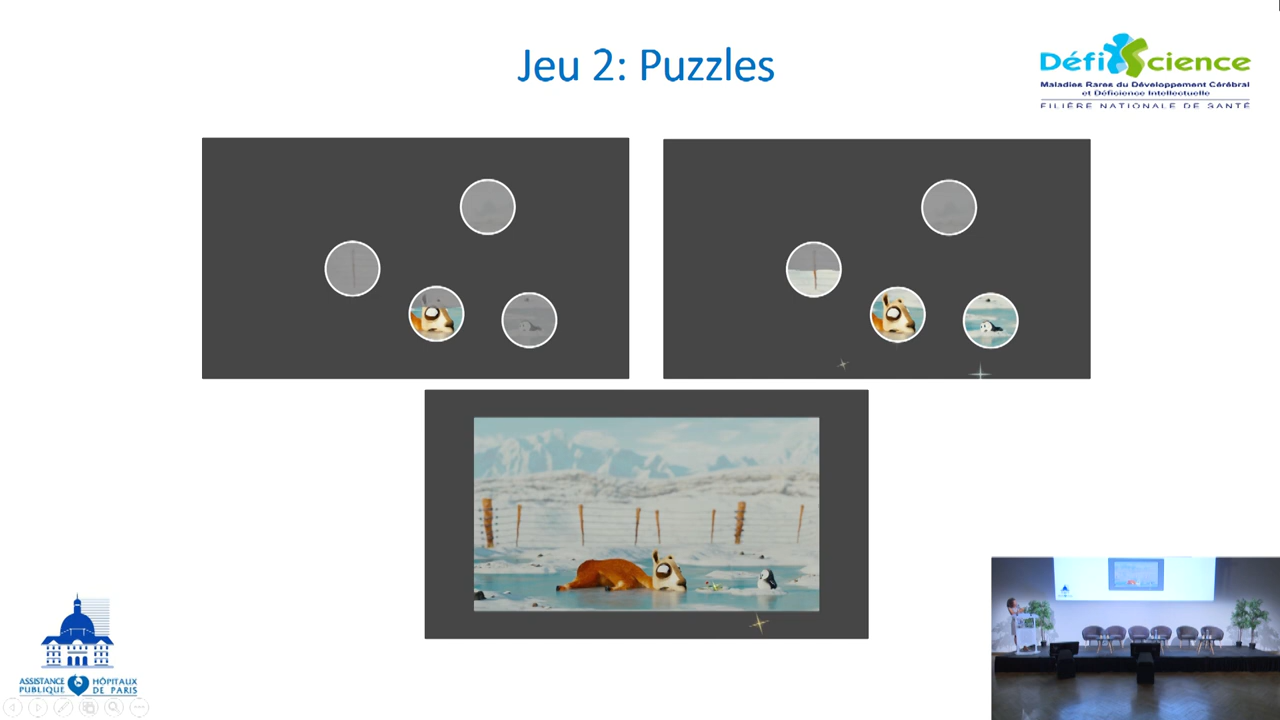 Jeu 2: Puzzles
DéfiScience
Maladies Rares du Développement Cérébral
et Déficience Intellectuelle
FILIÈRE NATIONALE DE SANTÉ
ASSISTANCE HÔPITAUX
PUBLIQUE DE PARIS